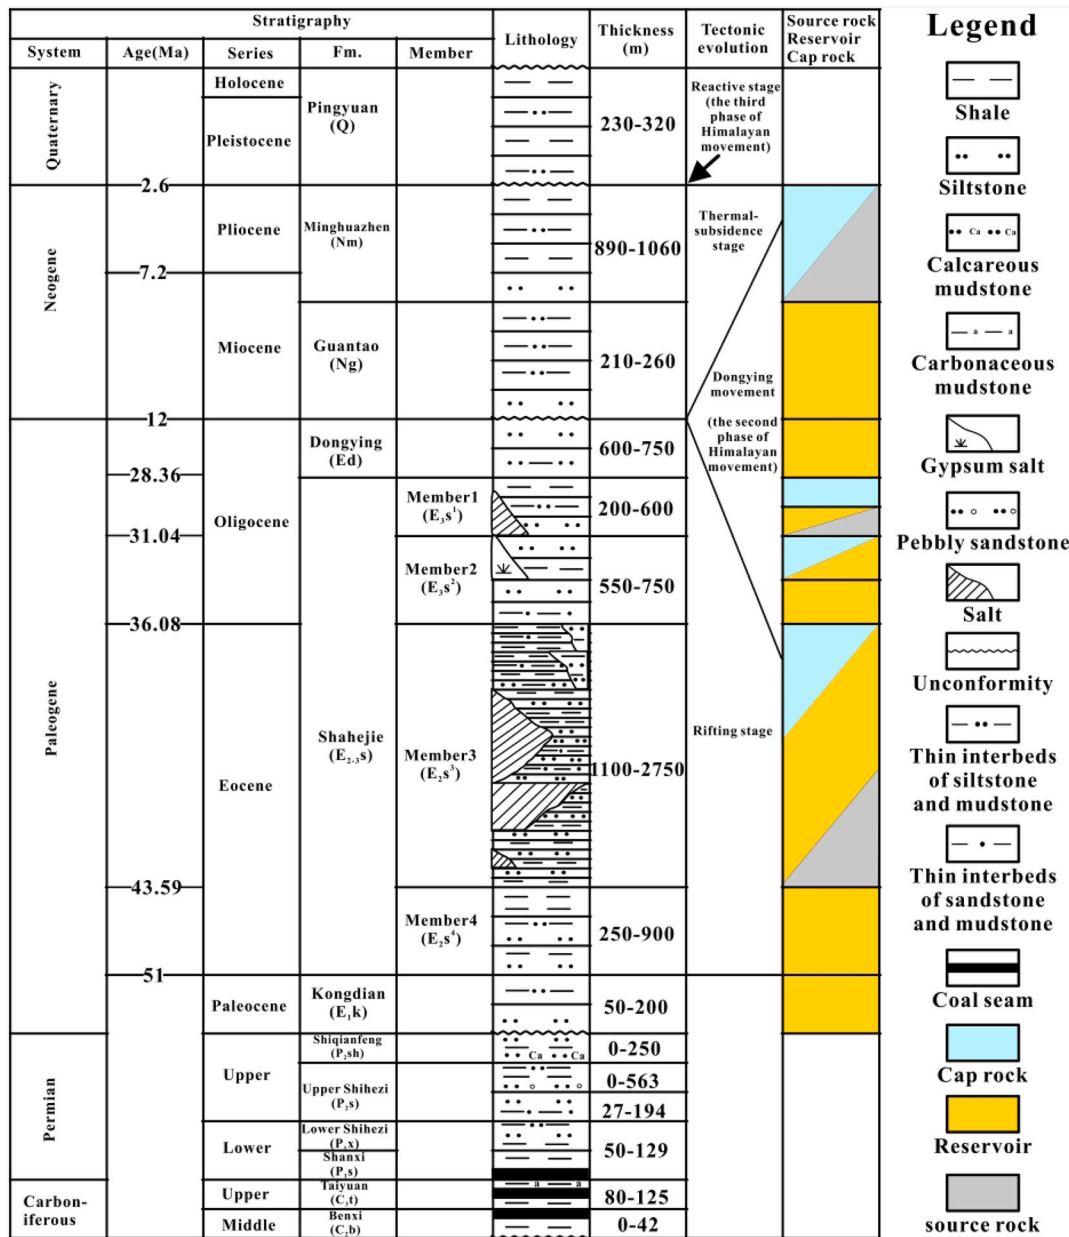 Stratigraphy
System
Age(Ma)
Series
Fm.
Member
Lithology
Thickness
(m)
Tectonic
evolution
Source rock
Reservoir
Cap rock
Quaternary
Holocene
Pleistocene
Pingyuan
(Q)
230-320
Reactive stage
(the third
phase of
Himalayan
movement)
2.6
Neogene
Pliocene
Minghuazhen
(Nm)
890-1060
Thermal-
subsidence
stage
7.2
Miocene
Guantao
(Ng)
210-260
Dongying
movement
12
(the second
phase of
Himalayan
movement)
Paleogene
Dongying
(Ed)
600-750
28.36
Oligocene
Member1
(E₃s¹)
200-600
31.04
Member2
(E₃s²)
550-750
36.08
Eocene
Shahejie
(E₂₋₃s)
Member3
(E₂s³)
1100-2750
Rifting stage
43.59
Member4
(E₂s⁴)
250-900
51
Paleocene
Kongdian
(E₁k)
50-200
Permian
Upper
Shiqianfeng
(P₂sh)
Ca Ca
0-250
Upper Shihezi
(P₂s)
0-563
27-194
Lower
Lower Shihezi
(P₁x)
50-129
Shanxi
(P₁s)
Carbon-
iferous
Upper
Taiyuan
(C₃t)
a a
80-125
Middle
Benxi
(C₂b)
0-42
Legend
Shale
Siltstone
Ca Ca
Calcareous
mudstone
a a
Carbonaceous
mudstone
Gypsum salt
Pebbly sandstone
Salt
Unconformity
Thin interbeds
of siltstone
and mudstone
Thin interbeds
of sandstone
and mudstone
Coal seam
Cap rock
Reservoir
source rock